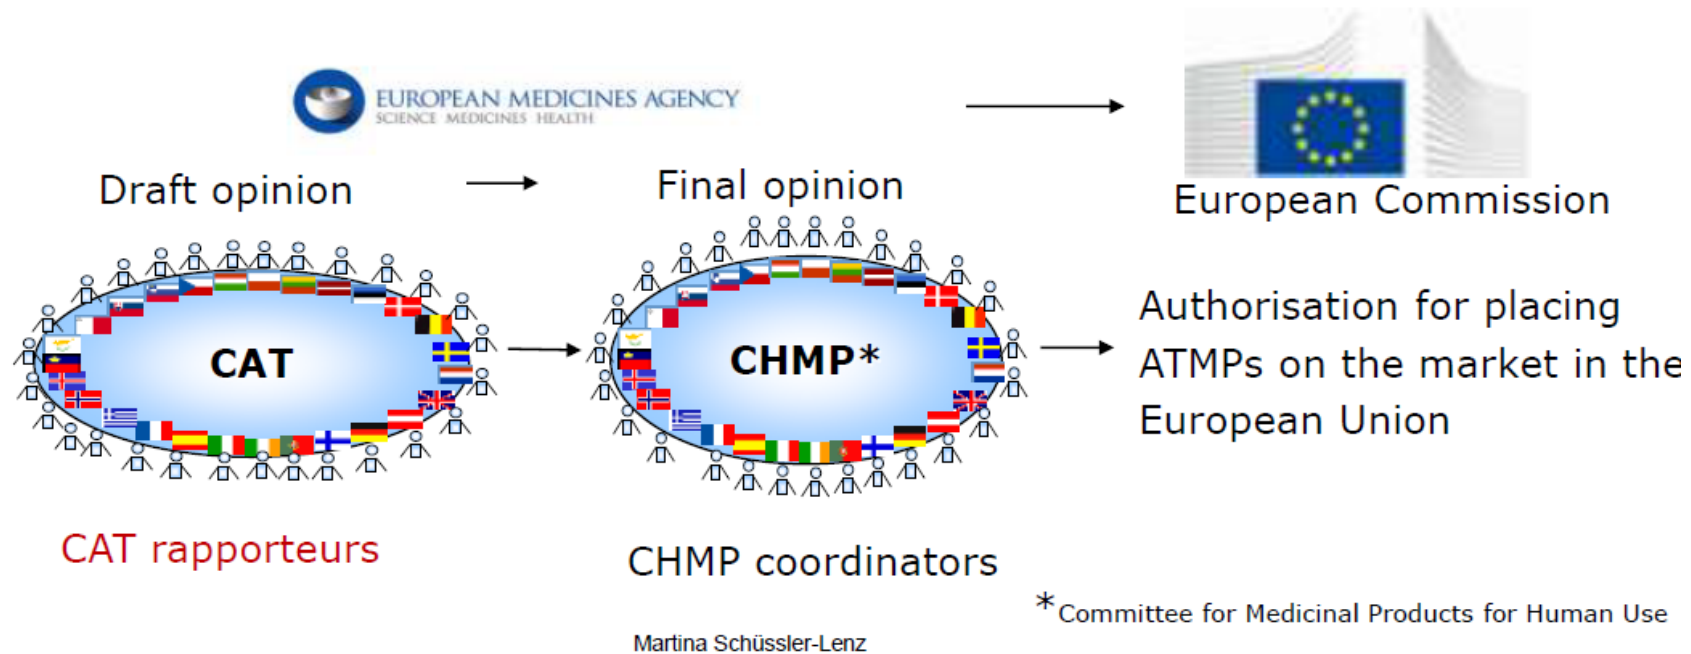 EUROPEAN MEDICINES AGENCY
SCIENCE MEDICINES HEALTH
Draft opinion
Final opinion
European Commission
CAT
CHMP*
Authorisation for placing
ATMPs on the market in the
European Union
CAT rapporteurs
CHMP coordinators
*Committee for Medicinal Products for Human Use
Martina Schüssler-Lenz